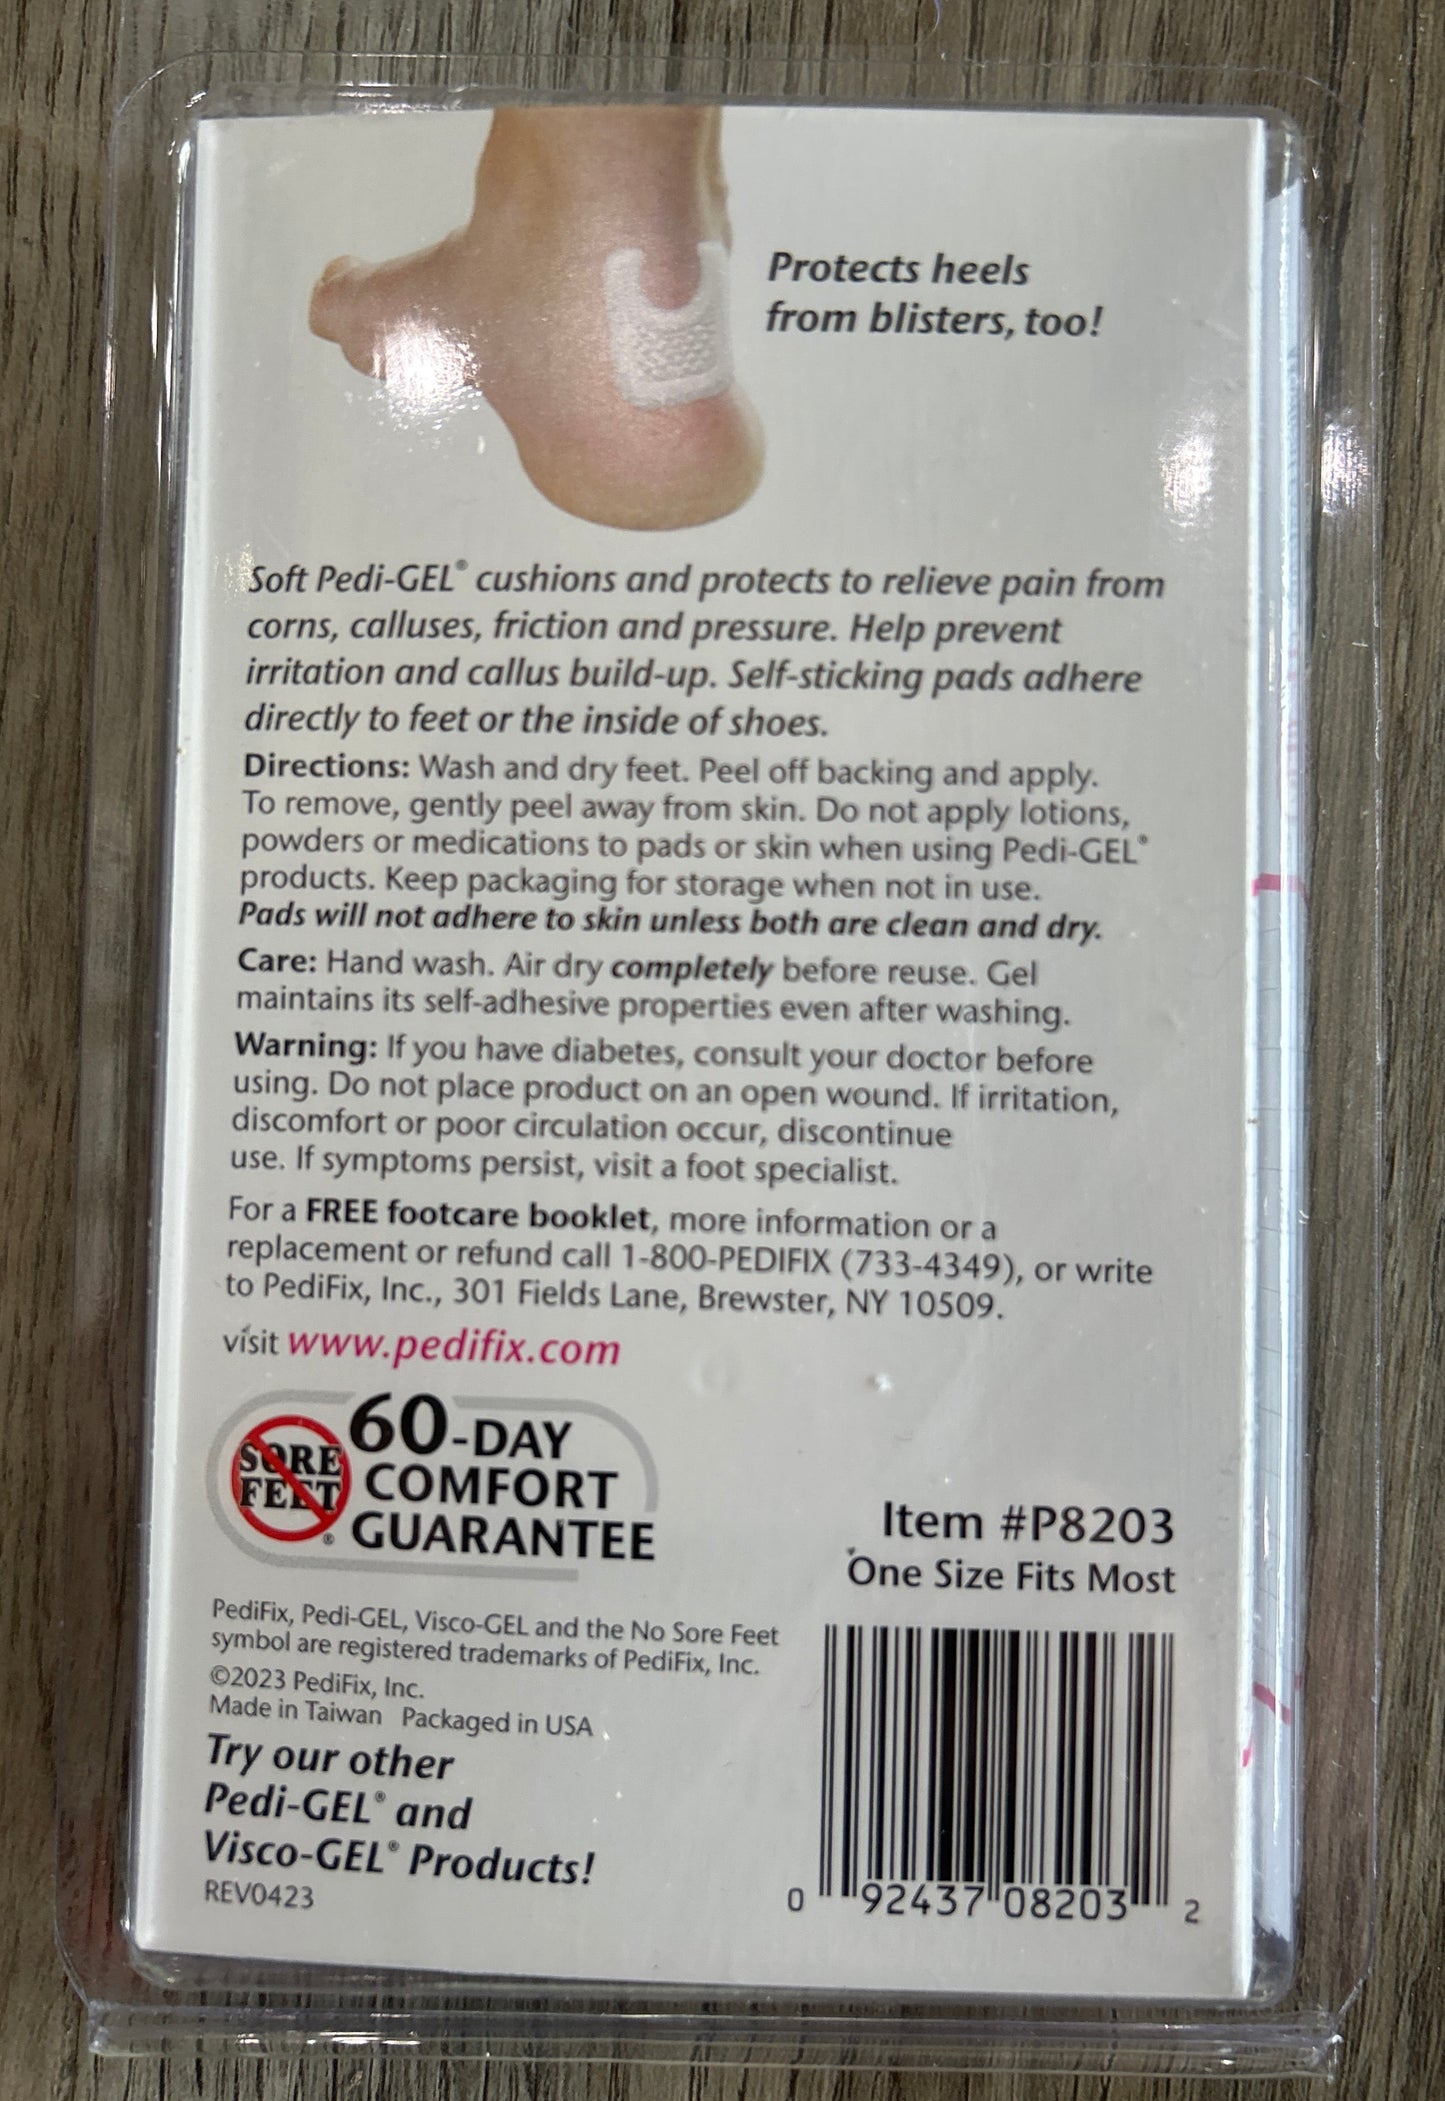 Protects heels
from blisters, too!
Soft Pedi-GEL® cushions and protects to relieve pain from
corns, calluses, friction and pressure. Help prevent
irritation and callus build-up. Self-sticking pads adhere
directly to feet or the inside of shoes.
Directions: Wash and dry feet. Peel off backing and apply.
To remove, gently peel away from skin. Do not apply lotions,
powders or medications to pads or skin when using Pedi-GEL®
products. Keep packaging for storage when not in use.
Pads will not adhere to skin unless both are clean and dry.
Care: Hand wash. Air dry completely before reuse. Gel
maintains its self-adhesive properties even after washing.
Warning: If you have diabetes, consult your doctor before
using. Do not place product on an open wound. If irritation,
discomfort or poor circulation occur, discontinue
use. If symptoms persist, visit a foot specialist.
For a FREE footcare booklet, more information or a
replacement or refund call 1-800-PEDIFIX (733-4349), or write
to PediFix, Inc., 301 Fields Lane, Brewster, NY 10509.
visit www.pedifix.com
SORE
FEET®
60-DAY
COMFORT
GUARANTEE
Item #P8203
One Size Fits Most
PediFix, Pedi-GEL, Visco-GEL and the No Sore Feet
symbol are registered trademarks of PediFix, Inc.
©2023 PediFix, Inc.
Made in Taiwan Packaged in USA
Try our other
Pedi-GEL® and
Visco-GEL® Products!
REV0423
0 92437 08203 2